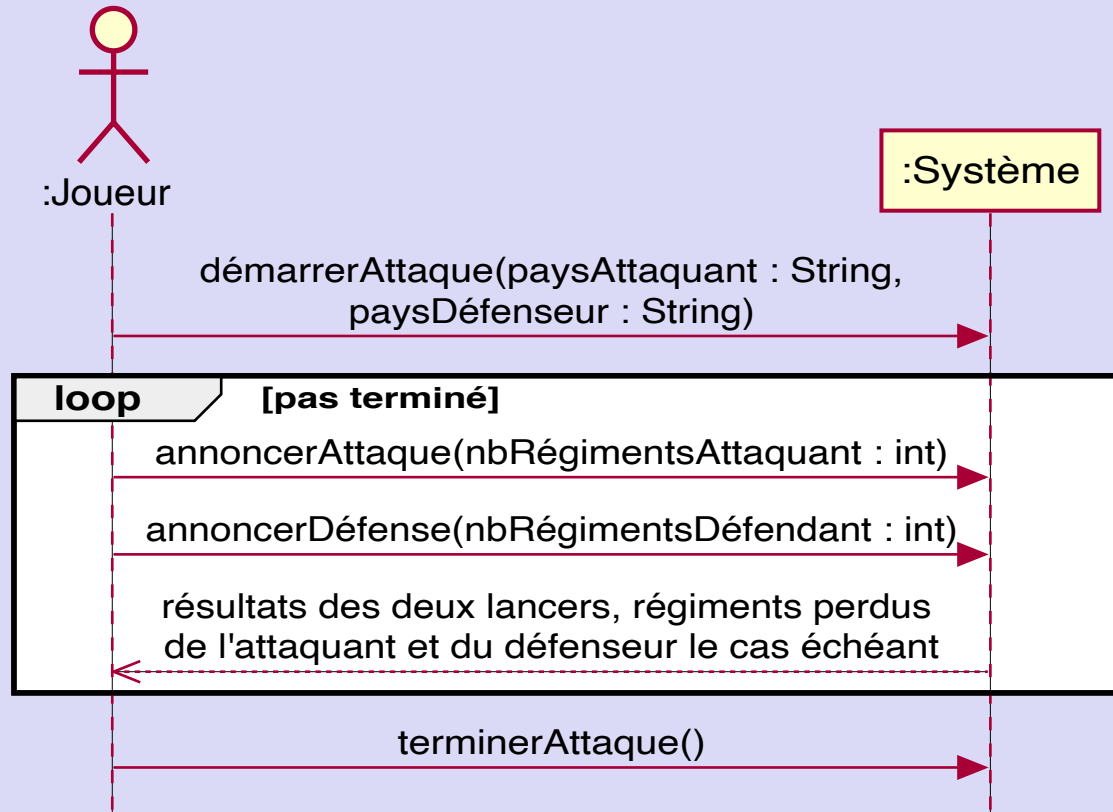 :Joueur
:Système
démarrerAttaque(paysAttaquant : String,
paysDéfenseur : String)
loop
[pas terminé]
annoncerAttaque(nbRégimentsAttaquant : int)
annoncerDéfense(nbRégimentsDéfendant : int)
résultats des deux lancers, régiments perdus
de l'attaquant et du défenseur le cas échéant
terminerAttaque()